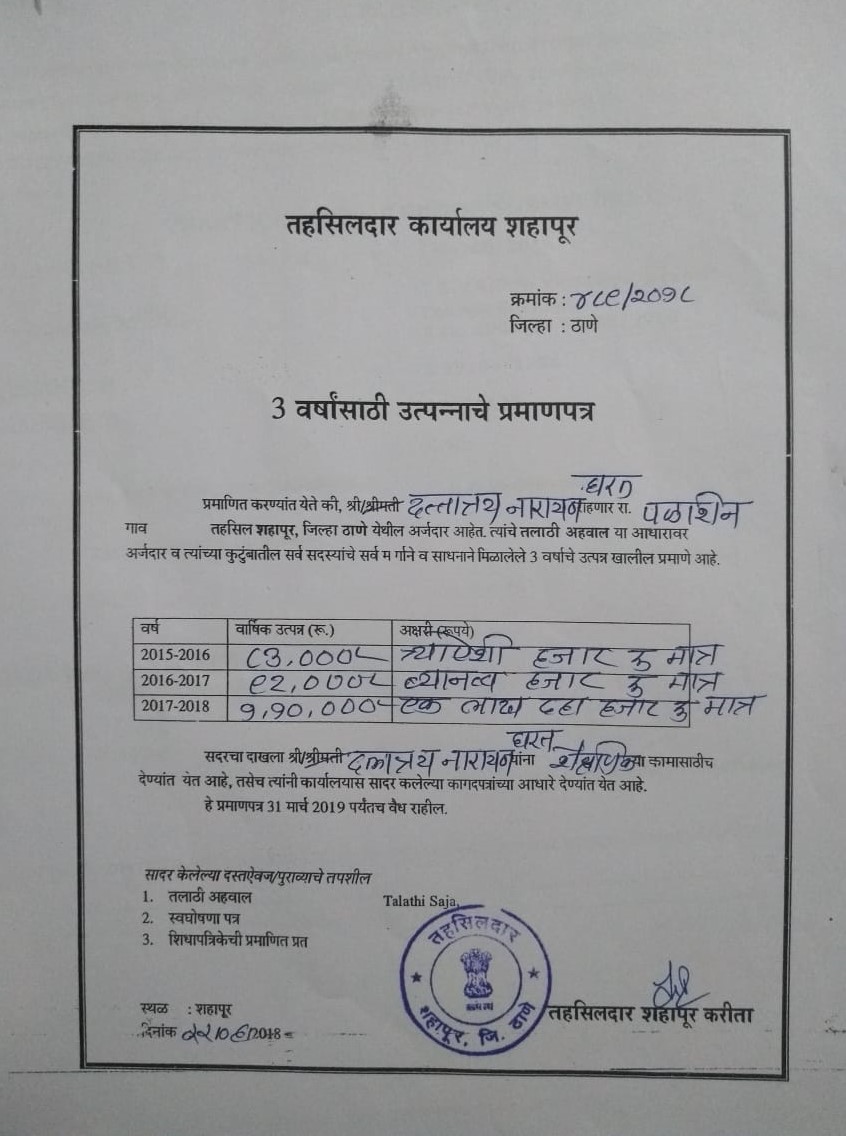 तहसिलदार कार्यालय शहापूर
क्रमांक : ४८९/२०१८
जिल्हा : ठाणे
3 वर्षांसाठी उत्पन्नाचे प्रमाणपत्र
घरत
प्रमाणित करण्यांत येते की, श्री/श्रीमती दत्तात्रय नारायण राहणार रा. पळाशिन
गाव तहसिल शहापूर, जिल्हा ठाणे येथील अर्जदार आहेत. त्यांचे तलाठी अहवाल या आधारावर
अर्जदार व त्यांच्या कुटुंबातील सर्व सदस्यांचे सर्व म र्गाने व साधनाने मिळालेले 3 वर्षाचे उत्पन्न खालील प्रमाणे आहे.
वर्ष वार्षिक उत्पन्न (रू.) अक्षरी (रूपये)
2015-2016 ८३,०००/- त्र्याऐशी हजार रु मात्र
2016-2017 ९२,०००/- ब्यानव्व हजार रु मात्र
2017-2018 १,१०,०००/- एक लाख दहा हजार रु मात्र
घरत
सदरचा दाखला श्री/श्रीमती दत्तात्रय नारायण यांना शैक्षणिक या कामासाठीच
देण्यांत येत आहे, तसेच त्यांनी कार्यालयास सादर कलेल्या कागदपत्रांच्या आधारे देण्यांत येत आहे.
हे प्रमाणपत्र 31 मार्च 2019 पर्यंतच वैध राहील.
सादर केलेल्या दस्तऐवज/पुराव्याचे तपशील
1. तलाठी अहवाल Talathi Saja,
2. स्वघोषणा पत्र
3. शिधापत्रिकेची प्रमाणित प्रत
तहसिलदार
शहापूर, जि. ठाणे
स्थळ : शहापूर
तहसिलदार शहापूर करीता
दिनांक /2018